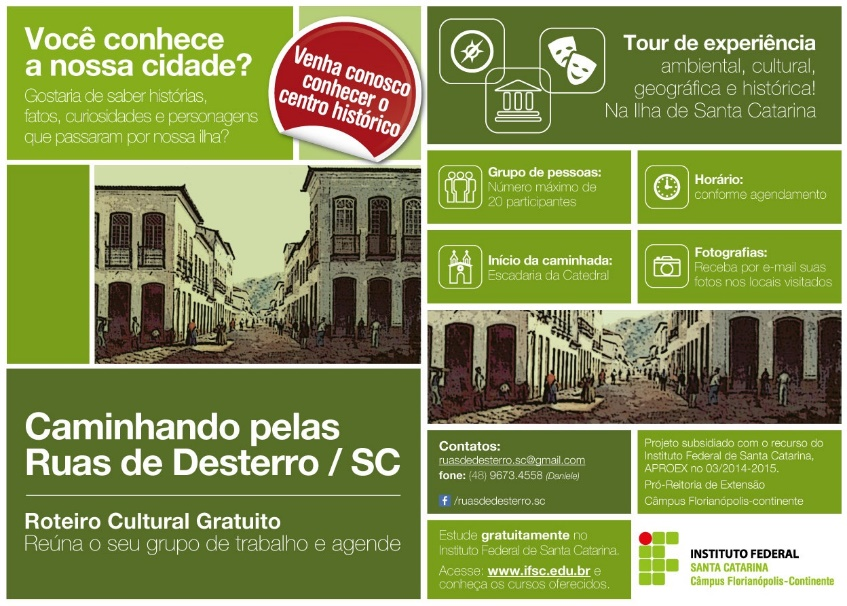 Você conhece
a nossa cidade?
Gostaria de saber histórias,
fatos, curiosidades e personagens
que passaram por nossa ilha?
Venha conosco
conhecer o
centro histórico
Caminhando pelas
Ruas de Desterro / SC
Roteiro Cultural Gratuito
Reúna o seu grupo de trabalho e agende
Tour de experiência
ambiental, cultural,
geográfica e histórica!
Na Ilha de Santa Catarina
Grupo de pessoas:
Número máximo de
20 participantes
Horário:
conforme agendamento
Início da caminhada:
Escadaria da Catedral
Fotografias:
Receba por e-mail suas
fotos nos locais visitados
Contatos:
ruasdedesterro.sc@gmail.com
fone: (48) 9673.4558 (Daniele)
f /ruasdedesterro.sc
Projeto subsidiado com o recurso do
Instituto Federal de Santa Catarina,
APROEX no 03/2014-2015.
Pró-Reitoria de Extensão
Câmpus Florianópolis-continente
Estude gratuitamente no
Instituto Federal de Santa Catarina.
Acesse: www.ifsc.edu.br e
conheça os cursos oferecidos.
INSTITUTO FEDERAL
SANTA CATARINA
Câmpus Florianópolis-Continente